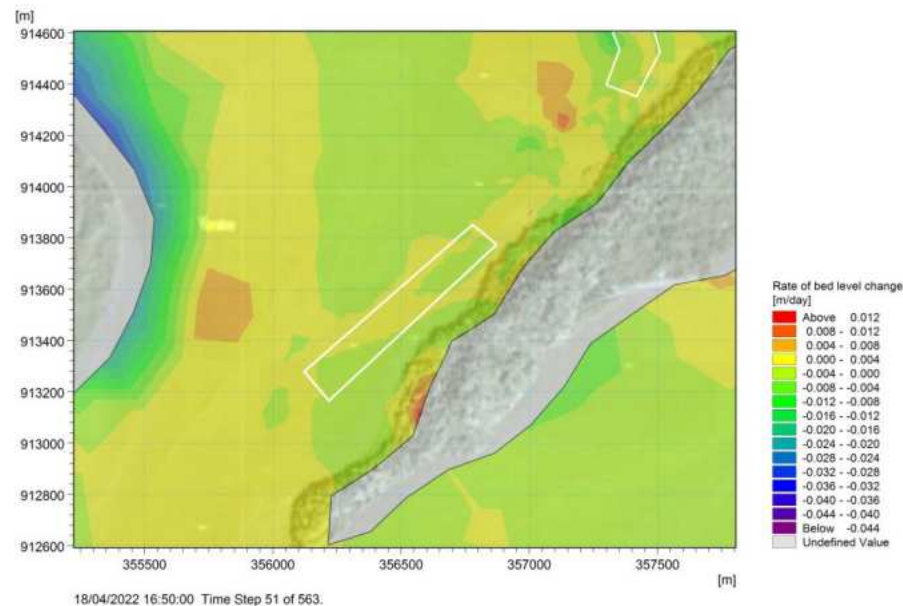 [m]
914600
914400
914200
914000
913800
913600
913400
913200
913000
912800
912600
355500 356000 356500 357000 357500
[m]
Rate of bed level change
[m/day]
Above 0.012
0.008 - 0.012
0.004 - 0.008
0.000 - 0.004
-0.004 - 0.000
-0.008 - -0.004
-0.012 - -0.008
-0.016 - -0.012
-0.020 - -0.016
-0.024 - -0.020
-0.028 - -0.024
-0.032 - -0.028
-0.036 - -0.032
-0.040 - -0.036
-0.044 - -0.040
Below -0.044
Undefined Value
18/04/2022 16:50:00 Time Step 51 of 563.